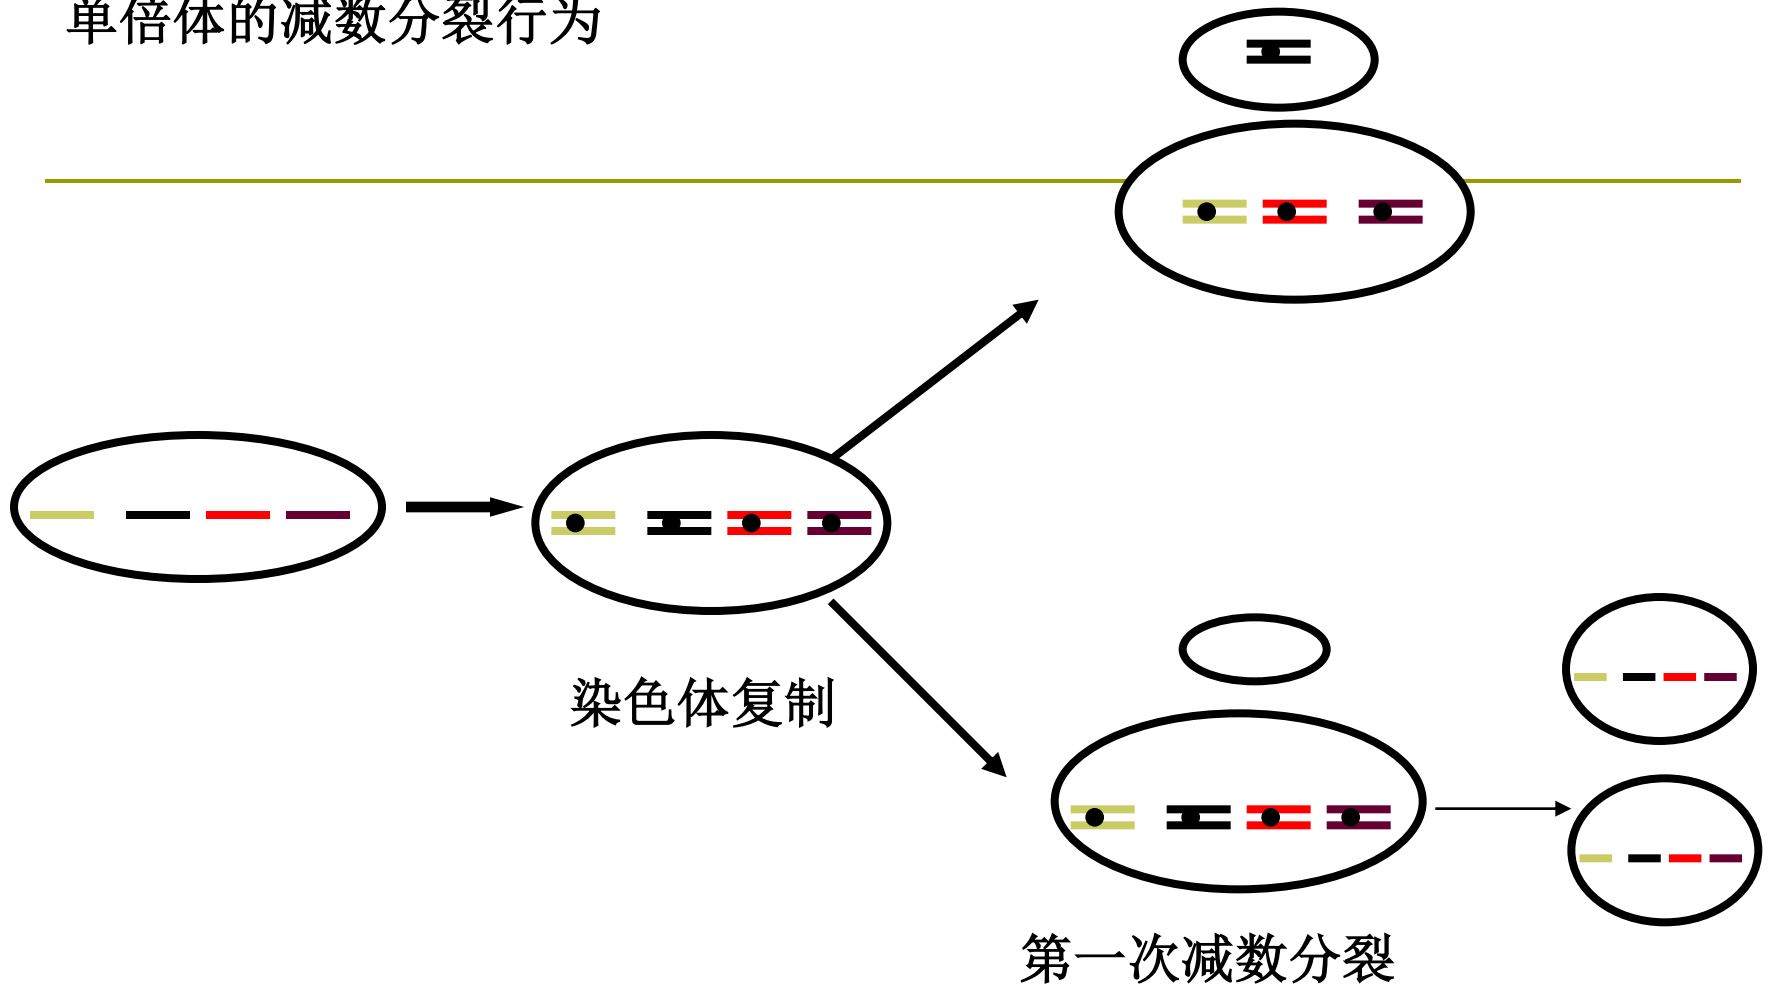 单倍体的减数分裂行为
染色体复制
第一次减数分裂